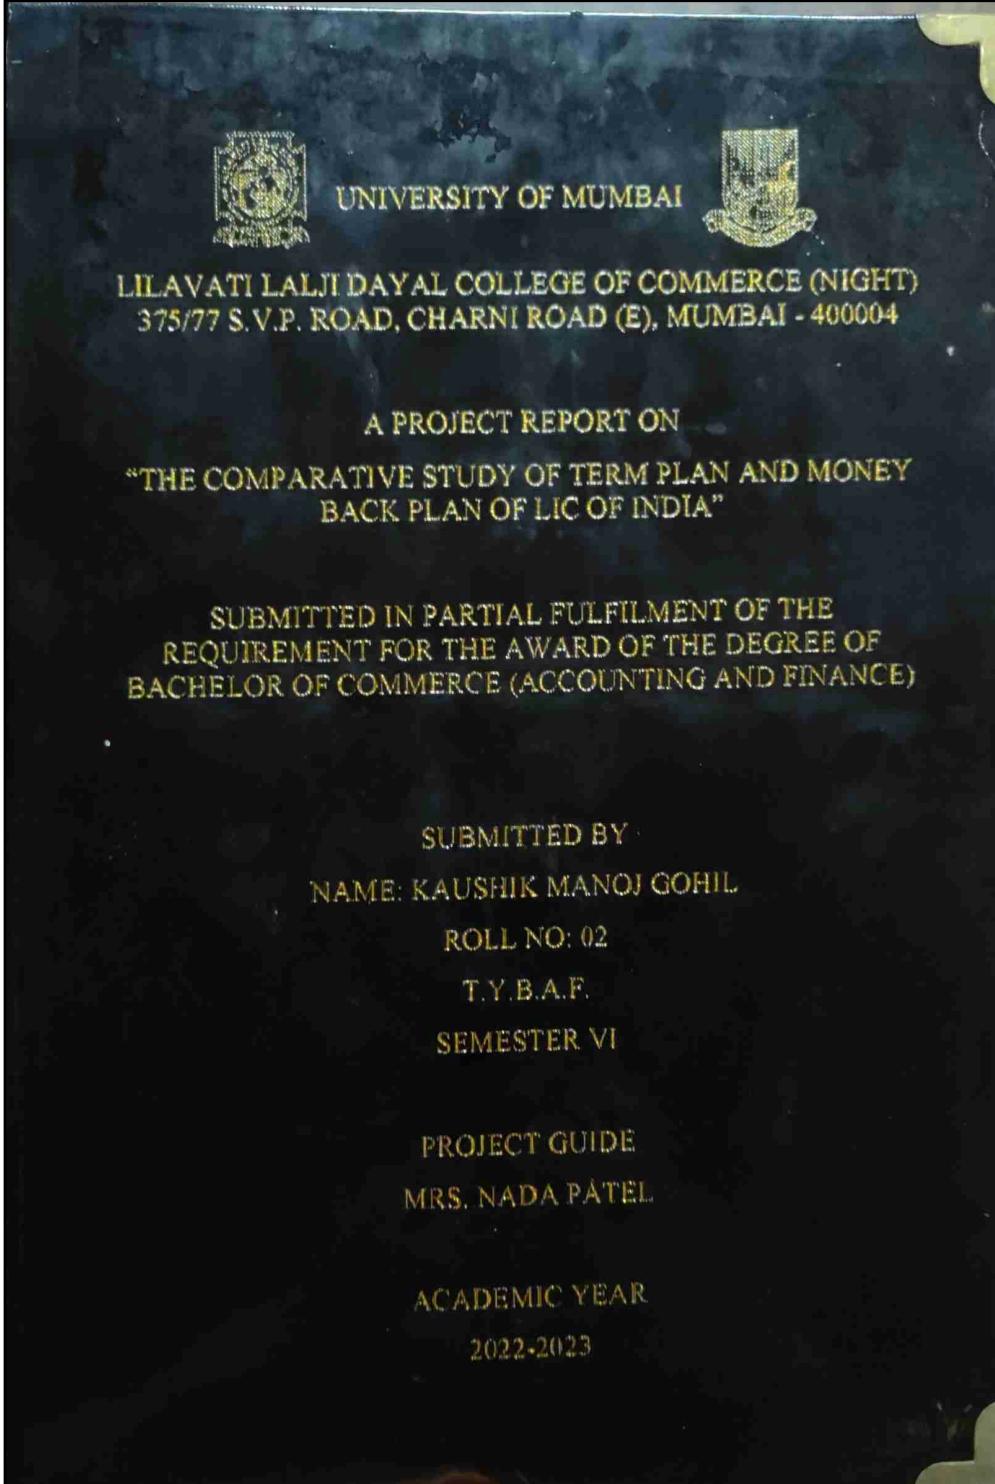 UNIVERSITY OF MUMBAI
LILAVATI LALJI DAYAL COLLEGE OF COMMERCE (NIGHT)
375/77 S.V.P. ROAD, CHARNI ROAD (E), MUMBAI - 400004
A PROJECT REPORT ON
“THE COMPARATIVE STUDY OF TERM PLAN AND MONEY
BACK PLAN OF LIC OF INDIA”
SUBMITTED IN PARTIAL FULFILMENT OF THE
REQUIREMENT FOR THE AWARD OF THE DEGREE OF
BACHELOR OF COMMERCE (ACCOUNTING AND FINANCE)
SUBMITTED BY
NAME: KAUSHIK MANOJ GOHIL
ROLL NO: 02
T.Y.B.A.F.
SEMESTER VI
PROJECT GUIDE
MRS. NADA PATEL
ACADEMIC YEAR
2022-2023